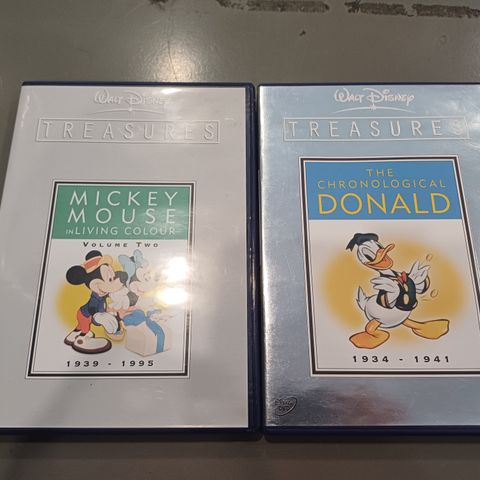 Walt Disney
TREASURES
MICKEY
MOUSE
IN LIVING COLOUR
VOLUME TWO
1939 - 1995
Walt Disney
TREASURES
THE
CHRONOLOGICAL
DONALD
1934 - 1941